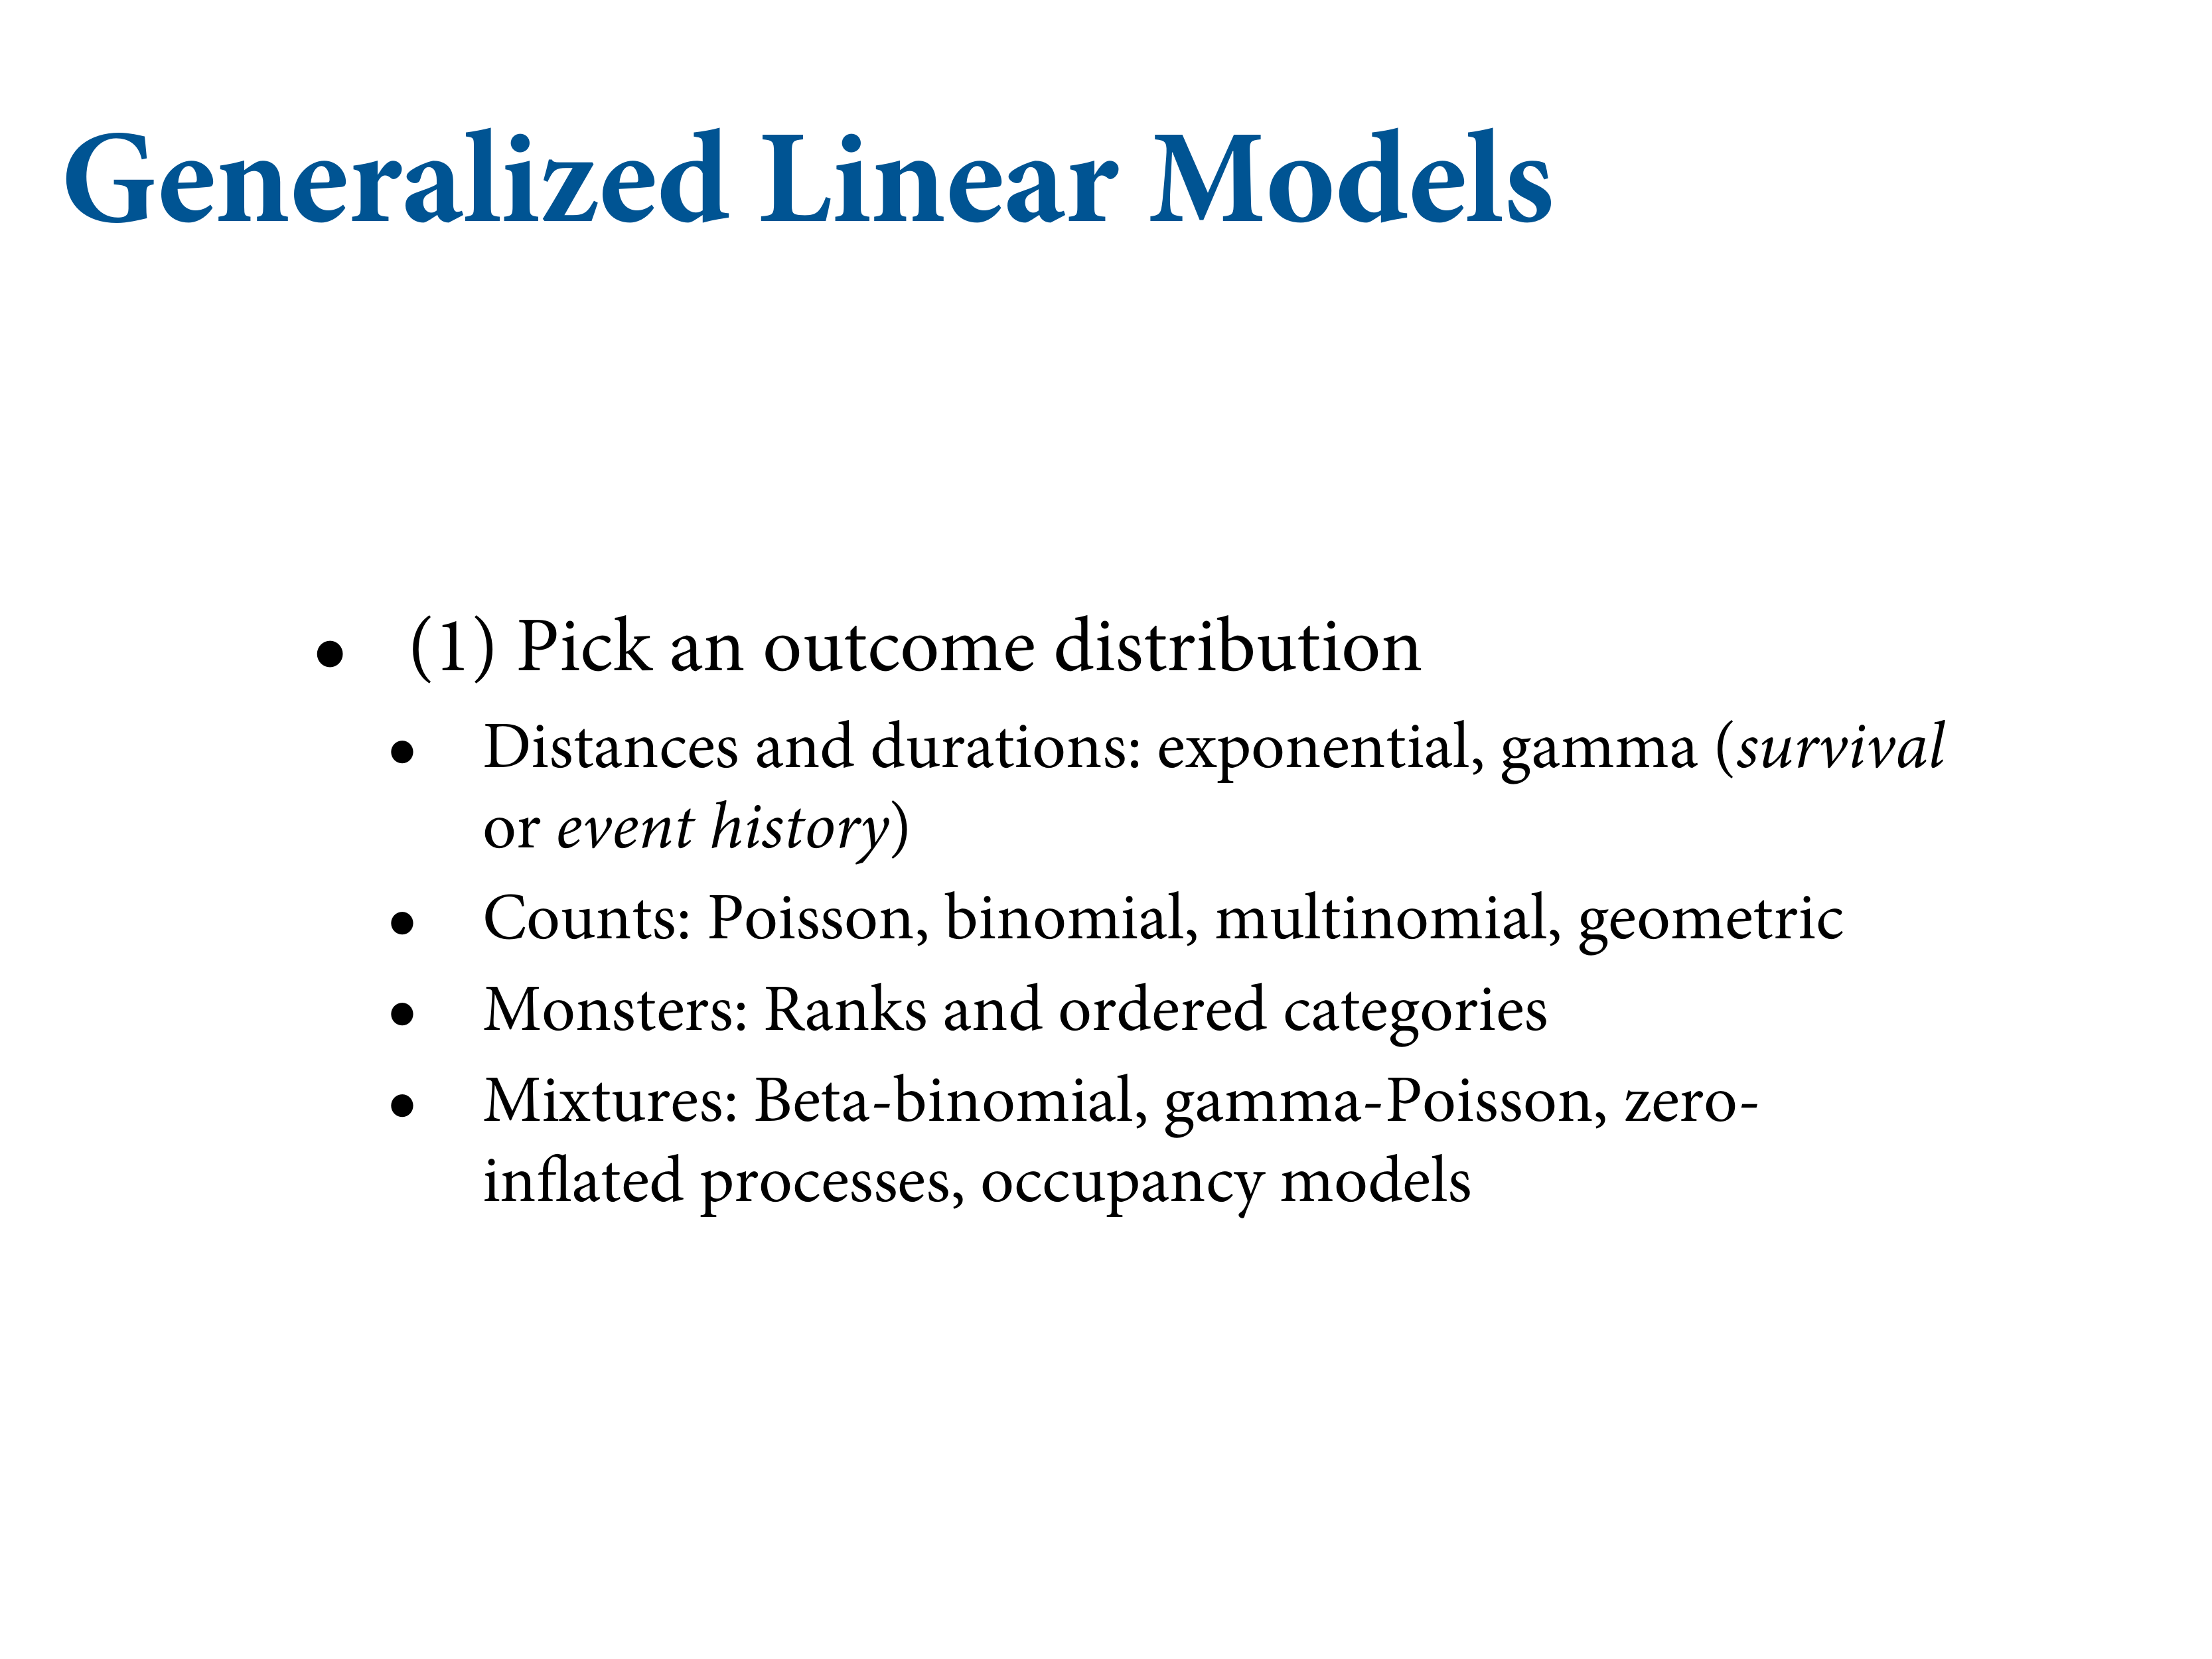 Generalized Linear Models
• (1) Pick an outcome distribution
• Distances and durations: exponential, gamma (survival
or event history)
• Counts: Poisson, binomial, multinomial, geometric
• Monsters: Ranks and ordered categories
• Mixtures: Beta-binomial, gamma-Poisson, zero-
inflated processes, occupancy models